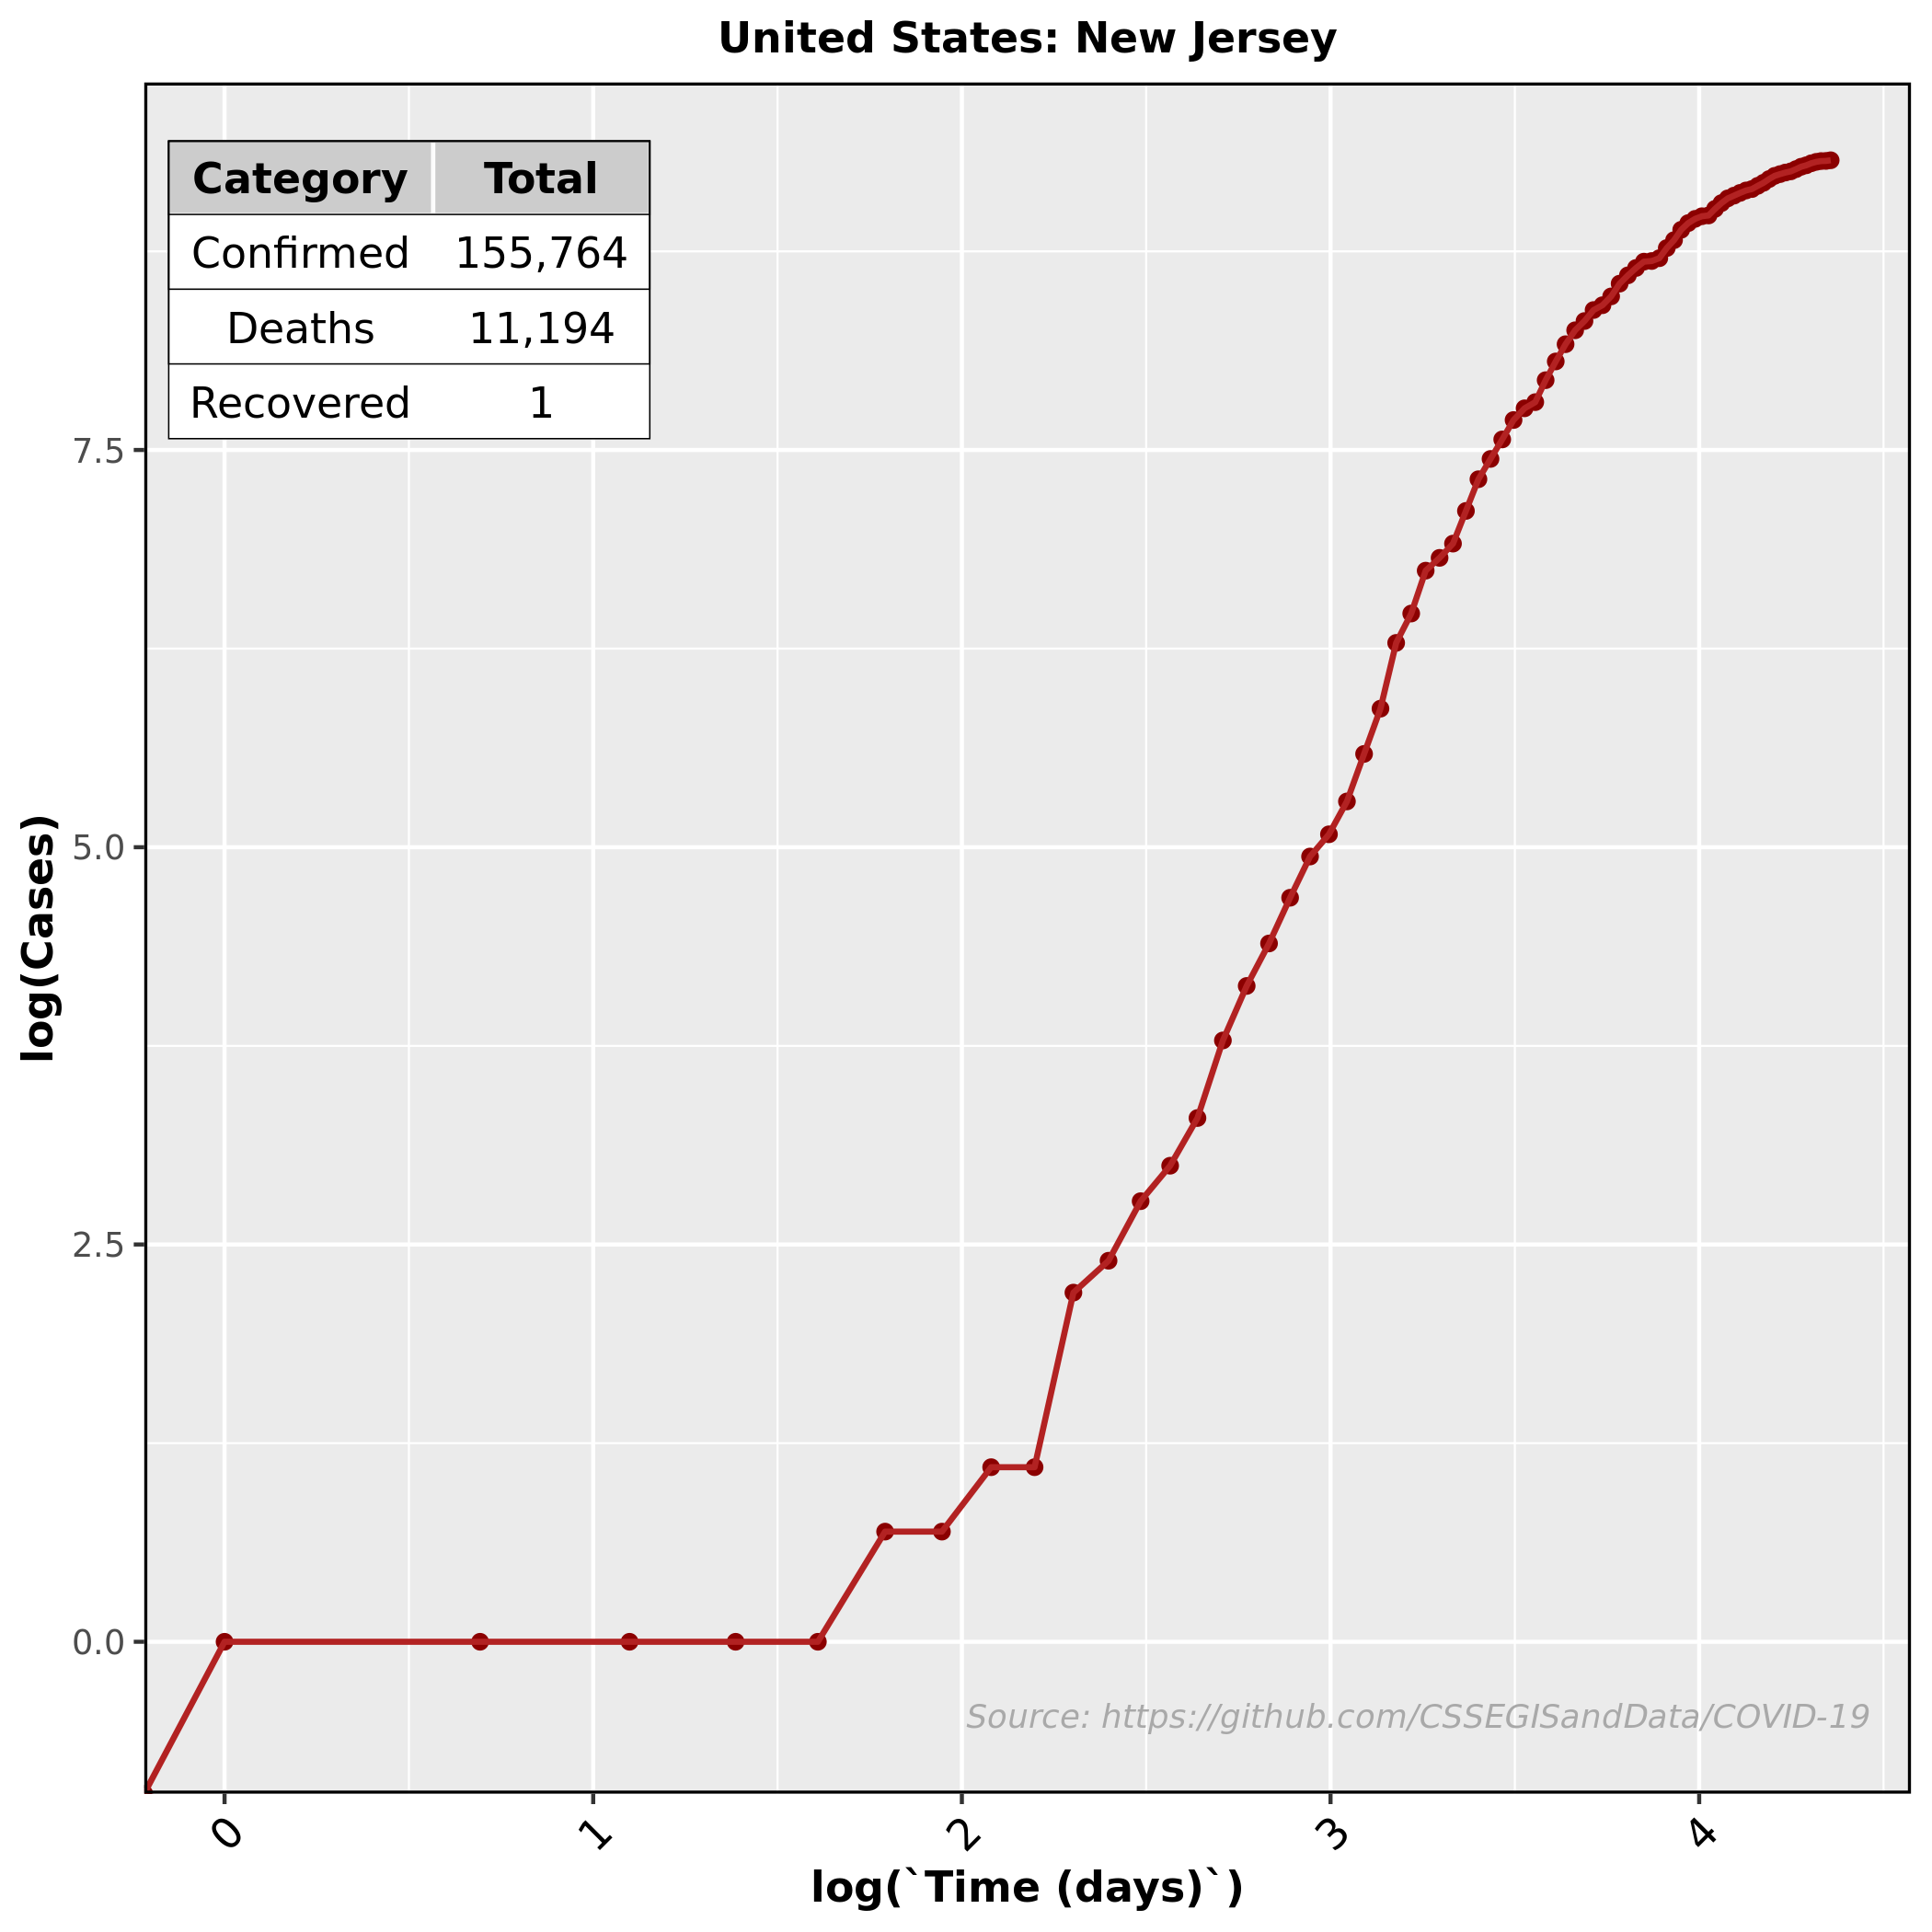 United States: New Jersey
Category Total
Confirmed 155,764
Deaths 11,194
Recovered 1
7.5
5.0
2.5
0.0
log(Cases)
Source: https://github.com/CSSEGISandData/COVID-19
0 1 2 3 4
log(`Time (days)`)